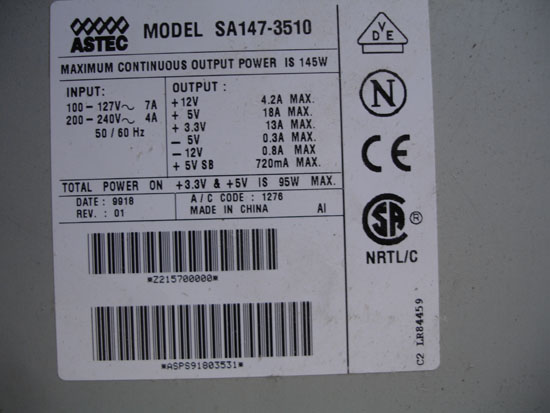 ASTEC MODEL SA147-3510
MAXIMUM CONTINUOUS OUTPUT POWER IS 145W
INPUT:
100-127V~ 7A
200-240V~ 4A
50/60 Hz
OUTPUT:
+12V 4.2A MAX.
+ 5V 18A MAX.
+ 3.3V 13A MAX.
- 5V 0.3A MAX.
-12V 0.8A MAX.
+ 5V SB 720mA MAX.
TOTAL POWER ON +3.3V & +5V IS 95W MAX.
DATE: 9918
REV.: 01
A/C CODE: 1276
MADE IN CHINA AI
*Z215700000*
*ASPS91803531*
VDE
N
CE
SA ®
NRTL/C
C2 LR84459